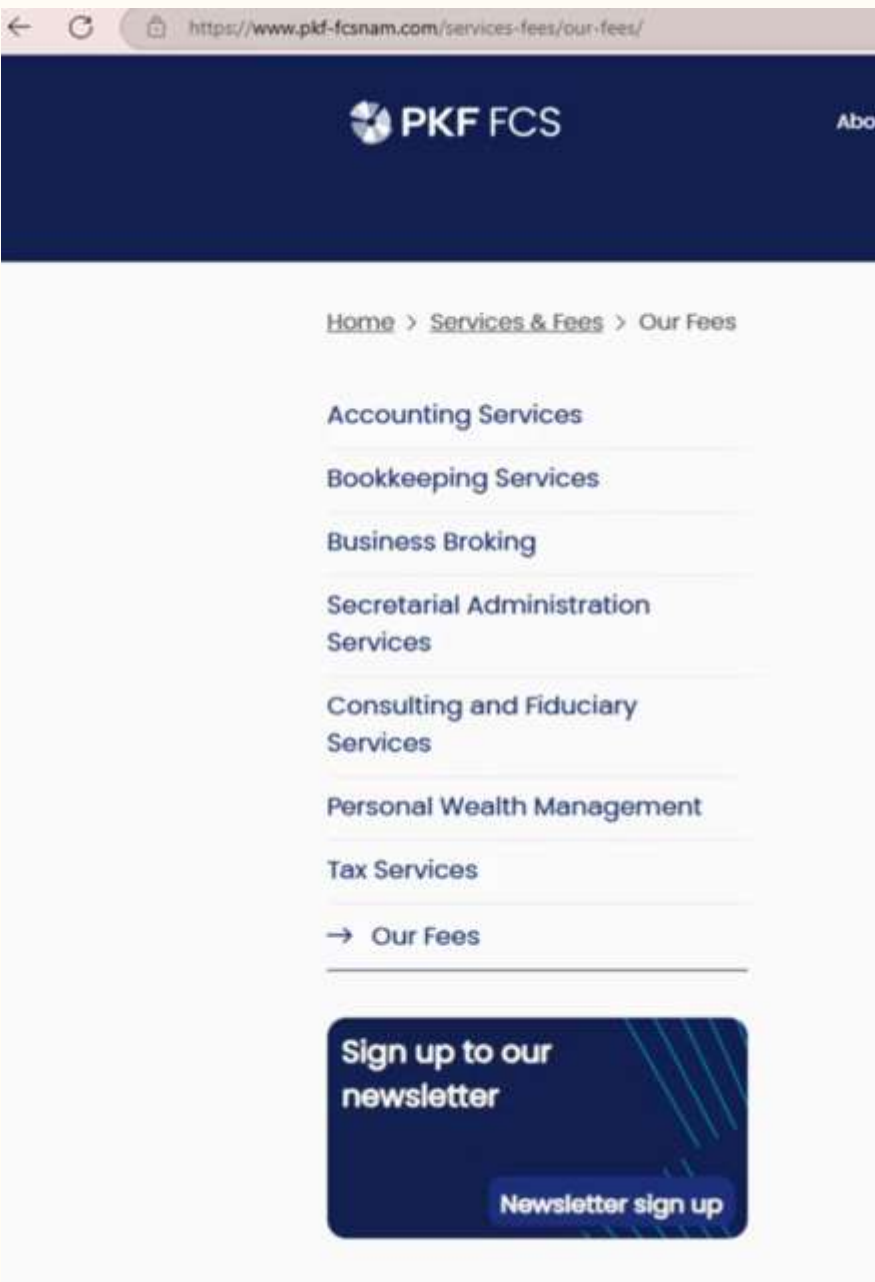 https://www.pkf-fcsnam.com/services-fees/our-fees/
PKF FCS
Abo
Home > Services & Fees > Our Fees
Accounting Services
Bookkeeping Services
Business Broking
Secretarial Administration
Services
Consulting and Fiduciary
Services
Personal Wealth Management
Tax Services
→ Our Fees
Sign up to our
newsletter
Newsletter sign up